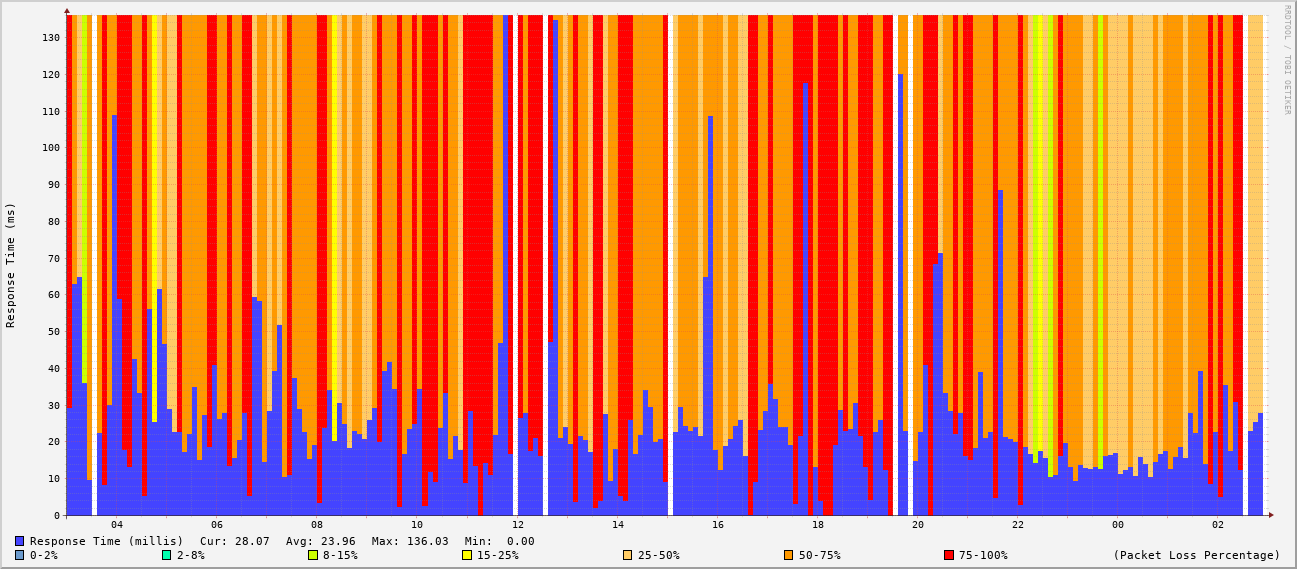 RRDTOOL / TOBI OETIKER
Response Time (ms)
130
120
110
100
90
80
70
60
50
40
30
20
10
0
04 06 08 10 12 14 16 18 20 22 00 02
Response Time (millis) Cur: 28.07 Avg: 23.96 Max: 136.03 Min: 0.00
0-2% 2-8% 8-15% 15-25% 25-50% 50-75% 75-100% (Packet Loss Percentage)